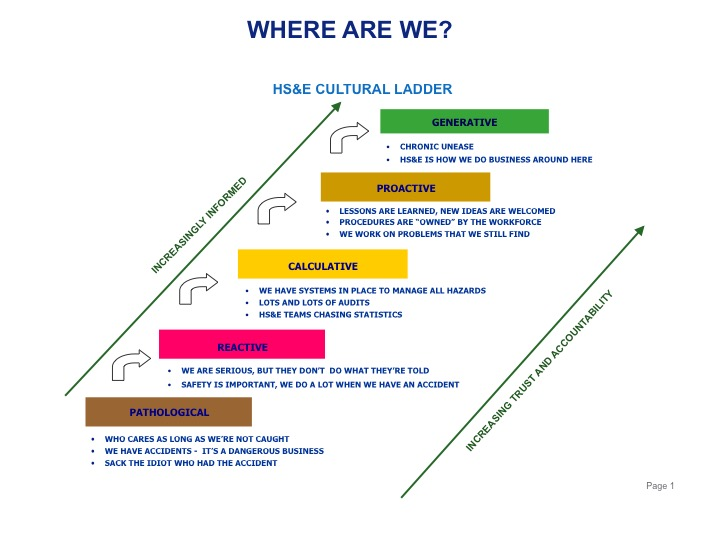 WHERE ARE WE?
HS&E CULTURAL LADDER
GENERATIVE
• CHRONIC UNEASE
• HS&E IS HOW WE DO BUSINESS AROUND HERE
PROACTIVE
• LESSONS ARE LEARNED, NEW IDEAS ARE WELCOMED
• PROCEDURES ARE “OWNED” BY THE WORKFORCE
• WE WORK ON PROBLEMS THAT WE STILL FIND
INCREASINGLY INFORMED
CALCULATIVE
• WE HAVE SYSTEMS IN PLACE TO MANAGE ALL HAZARDS
• LOTS AND LOTS OF AUDITS
• HS&E TEAMS CHASING STATISTICS
REACTIVE
• WE ARE SERIOUS, BUT THEY DON’T DO WHAT THEY’RE TOLD
• SAFETY IS IMPORTANT, WE DO A LOT WHEN WE HAVE AN ACCIDENT
INCREASING TRUST AND ACCOUNTABILITY
PATHOLOGICAL
• WHO CARES AS LONG AS WE’RE NOT CAUGHT
• WE HAVE ACCIDENTS - IT’S A DANGEROUS BUSINESS
• SACK THE IDIOT WHO HAD THE ACCIDENT
Page 1